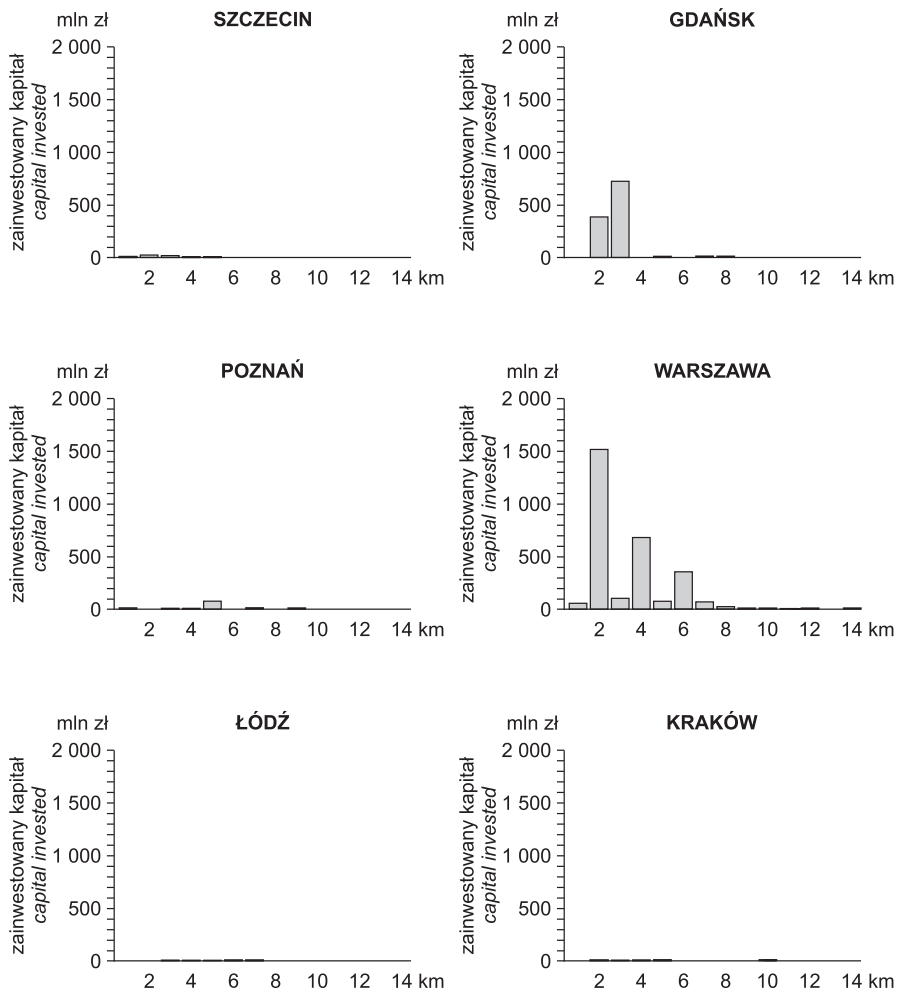 mln zł
SZCZECIN
zainwestowany kapitał
capital invested
2 000
1 500
1 000
500
0
2 4 6 8 10 12 14 km
mln zł
GDAŃSK
zainwestowany kapitał
capital invested
2 000
1 500
1 000
500
0
2 4 6 8 10 12 14 km
mln zł
POZNAŃ
zainwestowany kapitał
capital invested
2 000
1 500
1 000
500
0
2 4 6 8 10 12 14 km
mln zł
WARSZAWA
zainwestowany kapitał
capital invested
2 000
1 500
1 000
500
0
2 4 6 8 10 12 14 km
mln zł
ŁÓDŹ
zainwestowany kapitał
capital invested
2 000
1 500
1 000
500
0
2 4 6 8 10 12 14 km
mln zł
KRAKÓW
zainwestowany kapitał
capital invested
2 000
1 500
1 000
500
0
2 4 6 8 10 12 14 km